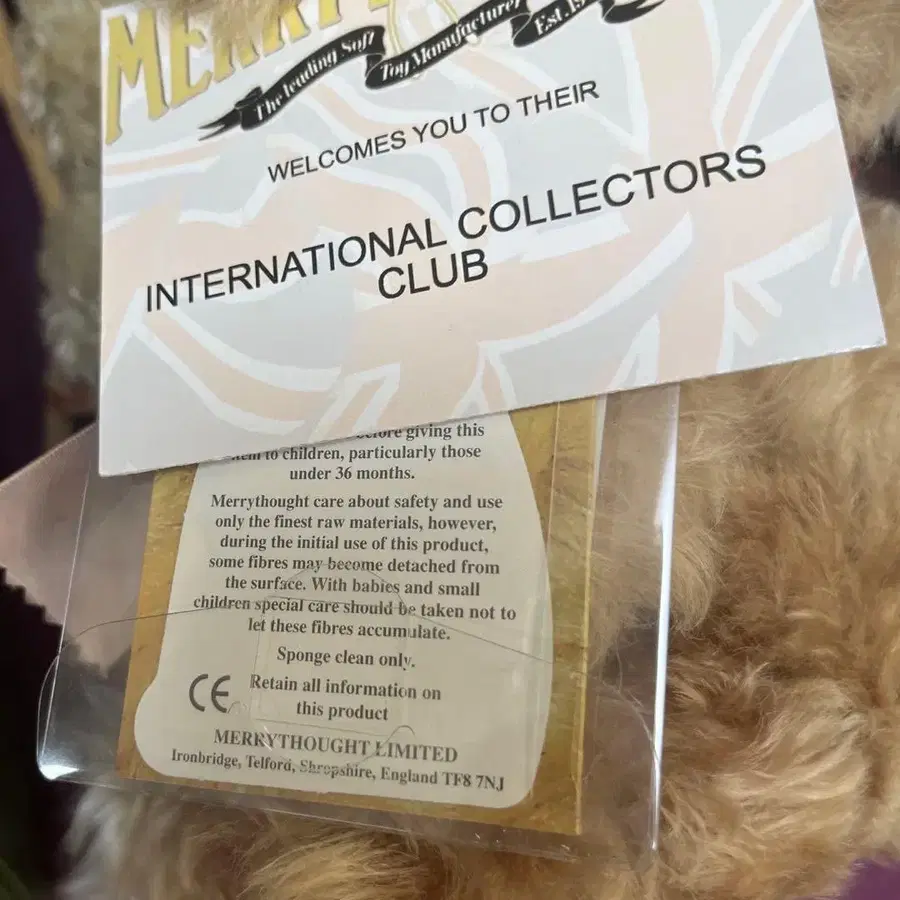 The leading Soft Toy Manufacturer Est.
WELCOMES YOU TO THEIR
INTERNATIONAL COLLECTORS
CLUB
giving this
to children, particularly those
under 36 months.
Merrythought care about safety and use
only the finest raw materials, however,
during the initial use of this product,
some fibres may become detached from
the surface. With babies and small
children special care should be taken not to
let these fibres accumulate.
Sponge clean only.
CE
Retain all information on
this product
MERRYTHOUGHT LIMITED
Ironbridge, Telford, Shropshire, England TF8 7NJ